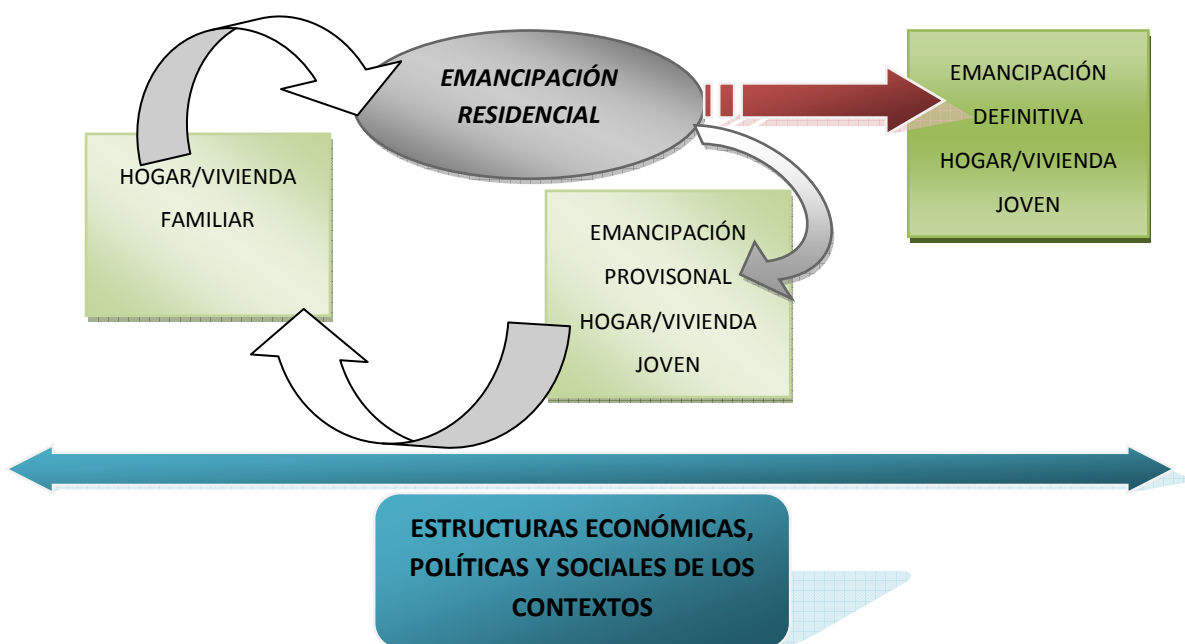 EMANCIPACIÓN
RESIDENCIAL
EMANCIPACIÓN
DEFINITIVA
HOGAR/VIVIENDA
JOVEN
HOGAR/VIVIENDA
FAMILIAR
EMANCIPACIÓN
PROVISONAL
HOGAR/VIVIENDA
JOVEN
ESTRUCTURAS ECONÓMICAS,
POLÍTICAS Y SOCIALES DE LOS
CONTEXTOS